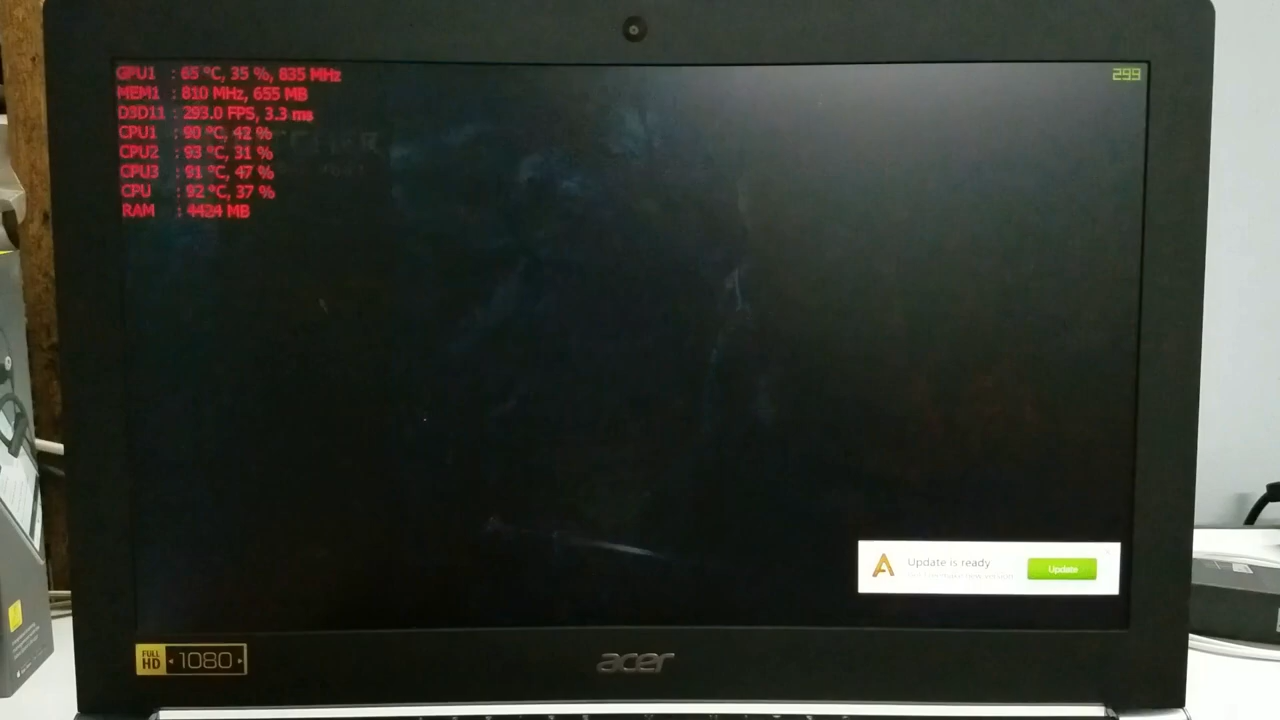 GPU1 : 65 °C, 35 %, 835 MHz
299
MEM1 : 810 MHz, 655 MB
D3D11 : 293.0 FPS, 3.3 ms
CPU1 : 90 °C, 42 %
CPU2 : 93 °C, 31 %
CPU3 : 91 °C, 47 %
CPU : 92 °C, 37 %
RAM : 4424 MB
Update is ready
Update
FULL HD 1080
acer